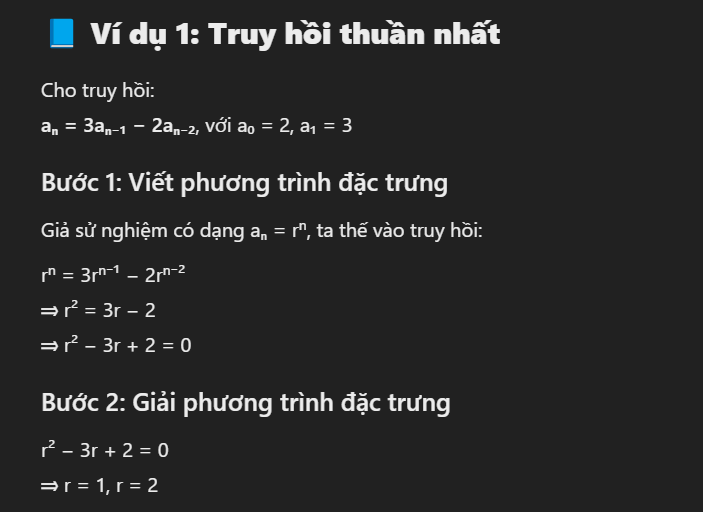 📘 Ví dụ 1: Truy hồi thuần nhất
Cho truy hồi:
aₙ = 3aₙ₋₁ − 2aₙ₋₂, với a₀ = 2, a₁ = 3
Bước 1: Viết phương trình đặc trưng
Giả sử nghiệm có dạng aₙ = rⁿ, ta thế vào truy hồi:
rⁿ = 3rⁿ⁻¹ − 2rⁿ⁻²
⇒ r² = 3r − 2
⇒ r² − 3r + 2 = 0
Bước 2: Giải phương trình đặc trưng
r² − 3r + 2 = 0
⇒ r = 1, r = 2